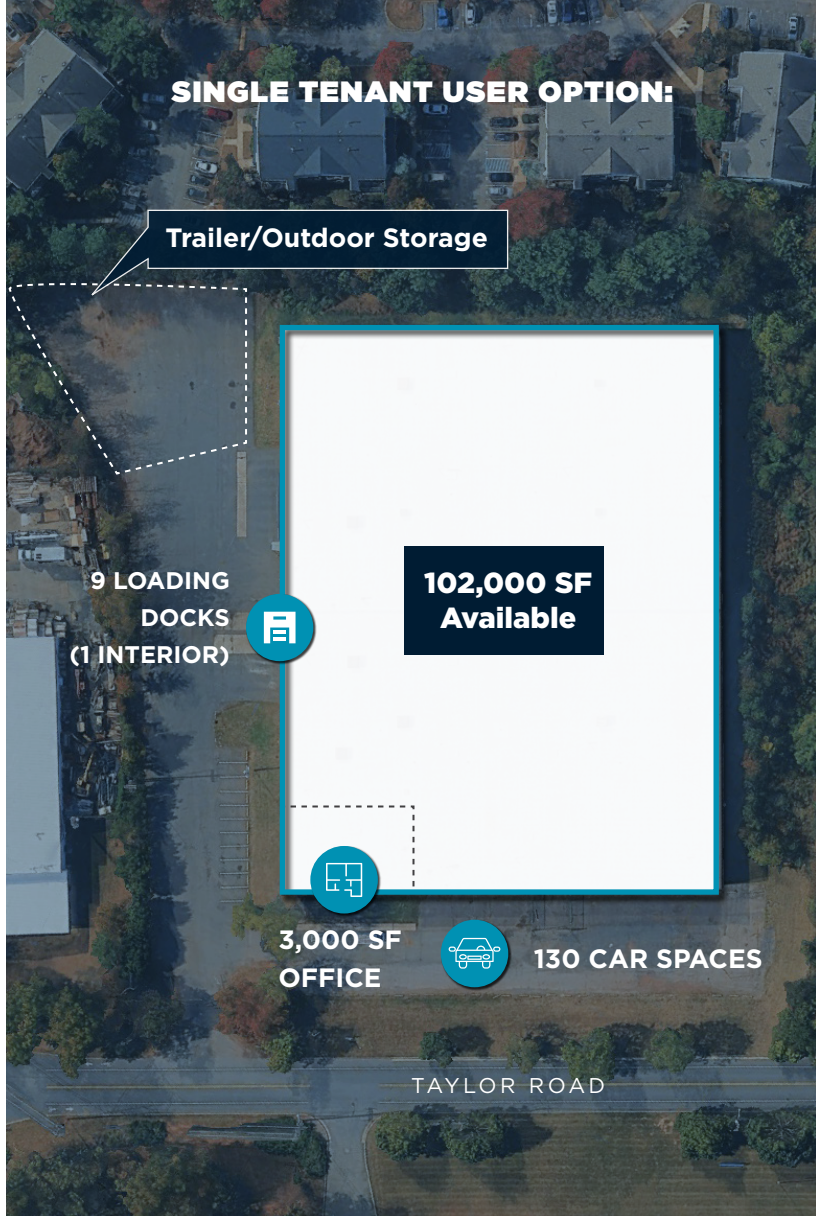 SINGLE TENANT USER OPTION:
Trailer/Outdoor Storage
9 LOADING
DOCKS
(1 INTERIOR)
102,000 SF
Available
3,000 SF
OFFICE
130 CAR SPACES
TAYLOR ROAD